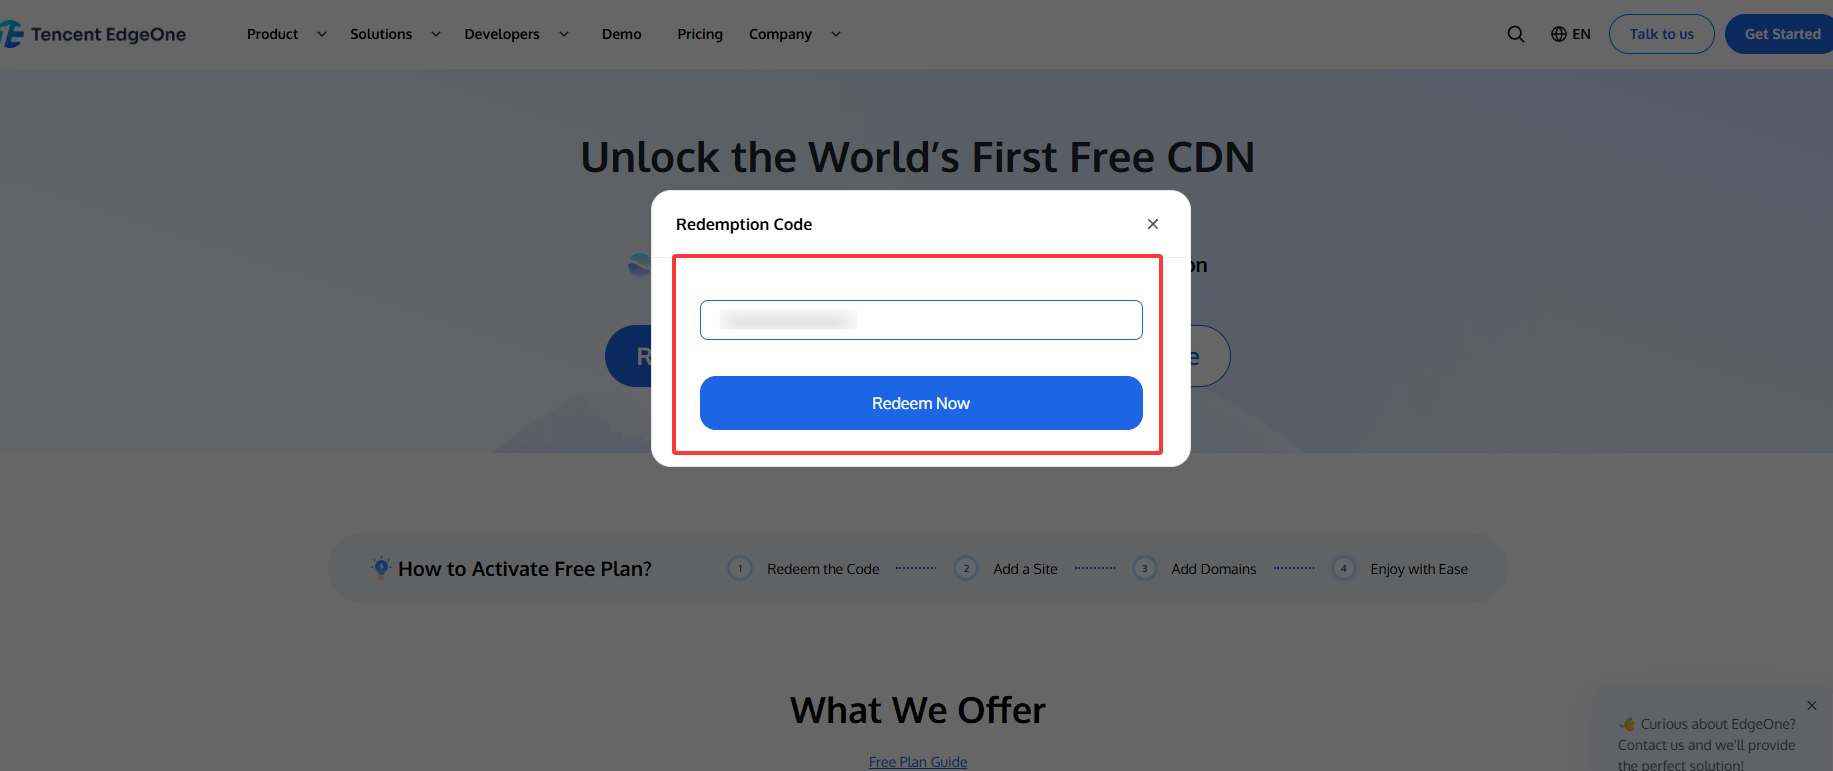 Tencent EdgeOne Product Solutions Developers Demo Pricing Company EN Talk to us Get Started
Unlock the World's First Free CDN
Redemption Code
on
R
e
Redeem Now
How to Activate Free Plan? 1 Redeem the Code 2 Add a Site 3 Add Domains 4 Enjoy with Ease
What We Offer
Free Plan Guide
Curious about EdgeOne?
Contact us and we'll provide
the perfect solution!